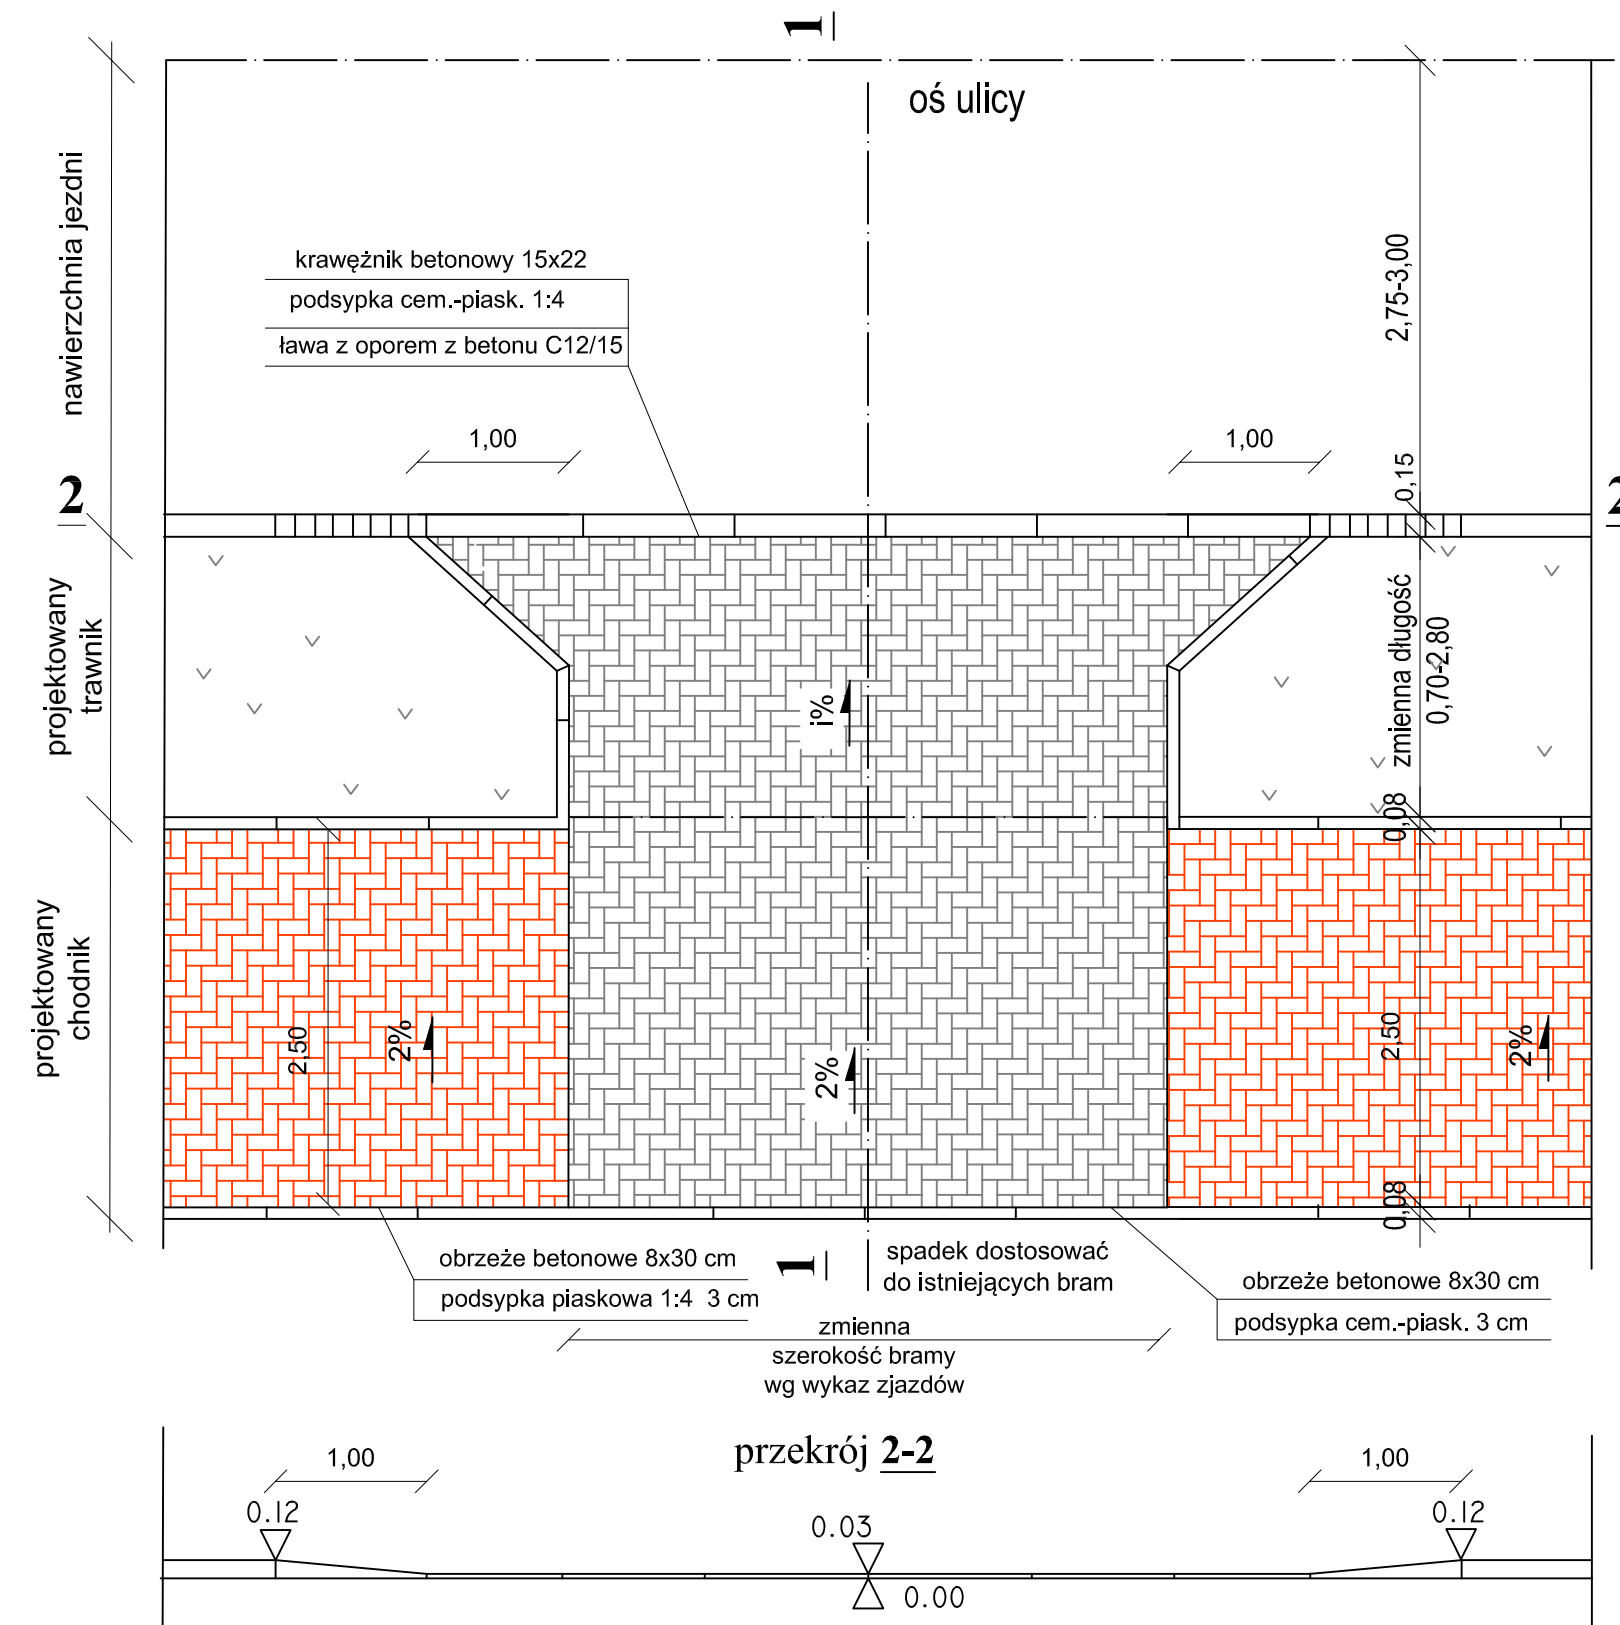 1
oś ulicy
nawierzchnia jezdni
krawężnik betonowy 15x22
podsypka cem.-piask. 1:4
ława z oporem z betonu C12/15
2,75-3,00
1,00
1,00
0,15
2
2
projektowany
trawnik
zmienna długość
0,70-2,80
i%
0,08
projektowany
chodnik
2,50
2%
2%
2,50
2%
0,08
obrzeże betonowe 8x30 cm
podsypka piaskowa 1:4 3 cm
1
spadek dostosować
do istniejących bram
obrzeże betonowe 8x30 cm
podsypka cem.-piask. 3 cm
zmienna
szerokość bramy
wg wykaz zjazdów
przekrój 2-2
1,00
1,00
0.12
0.03
0.12
0.00